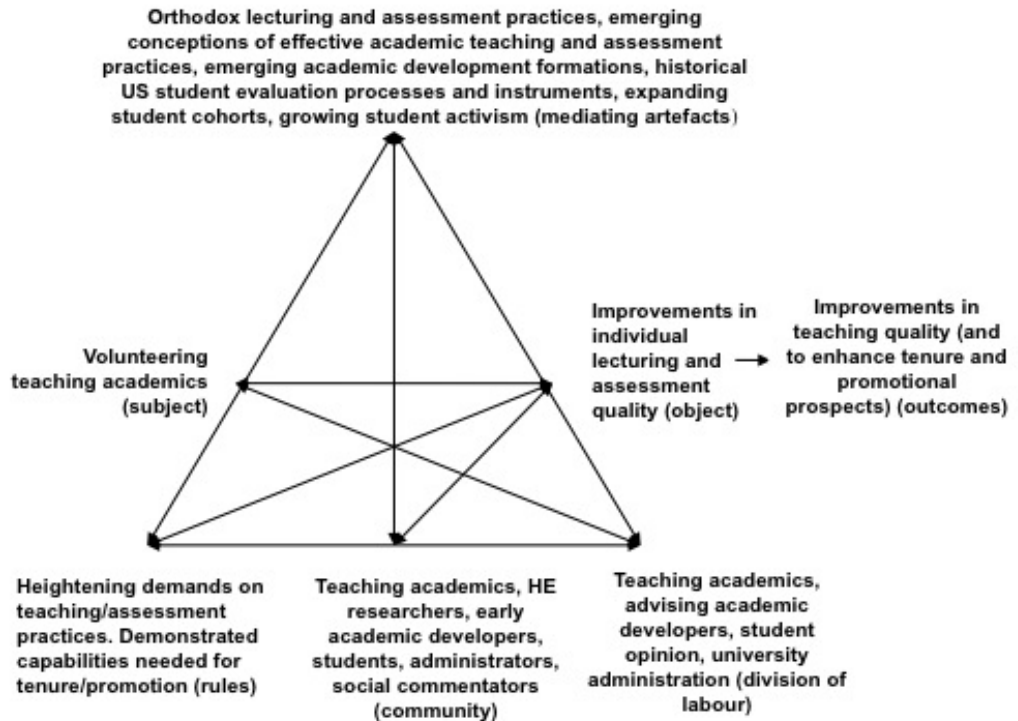 Orthodox lecturing and assessment practices, emerging
conceptions of effective academic teaching and assessment
practices, emerging academic development formations, historical
US student evaluation processes and instruments, expanding
student cohorts, growing student activism (mediating artefacts)
Volunteering
teaching academics
(subject)
Improvements in
individual
lecturing and
assessment
quality (object)
Improvements in
teaching quality (and
to enhance tenure and
promotional
prospects) (outcomes)
Heightening demands on
teaching/assessment
practices. Demonstrated
capabilities needed for
tenure/promotion (rules)
Teaching academics, HE
researchers, early
academic developers,
students, administrators,
social commentators
(community)
Teaching academics,
advising academic
developers, student
opinion, university
administration (division of
labour)